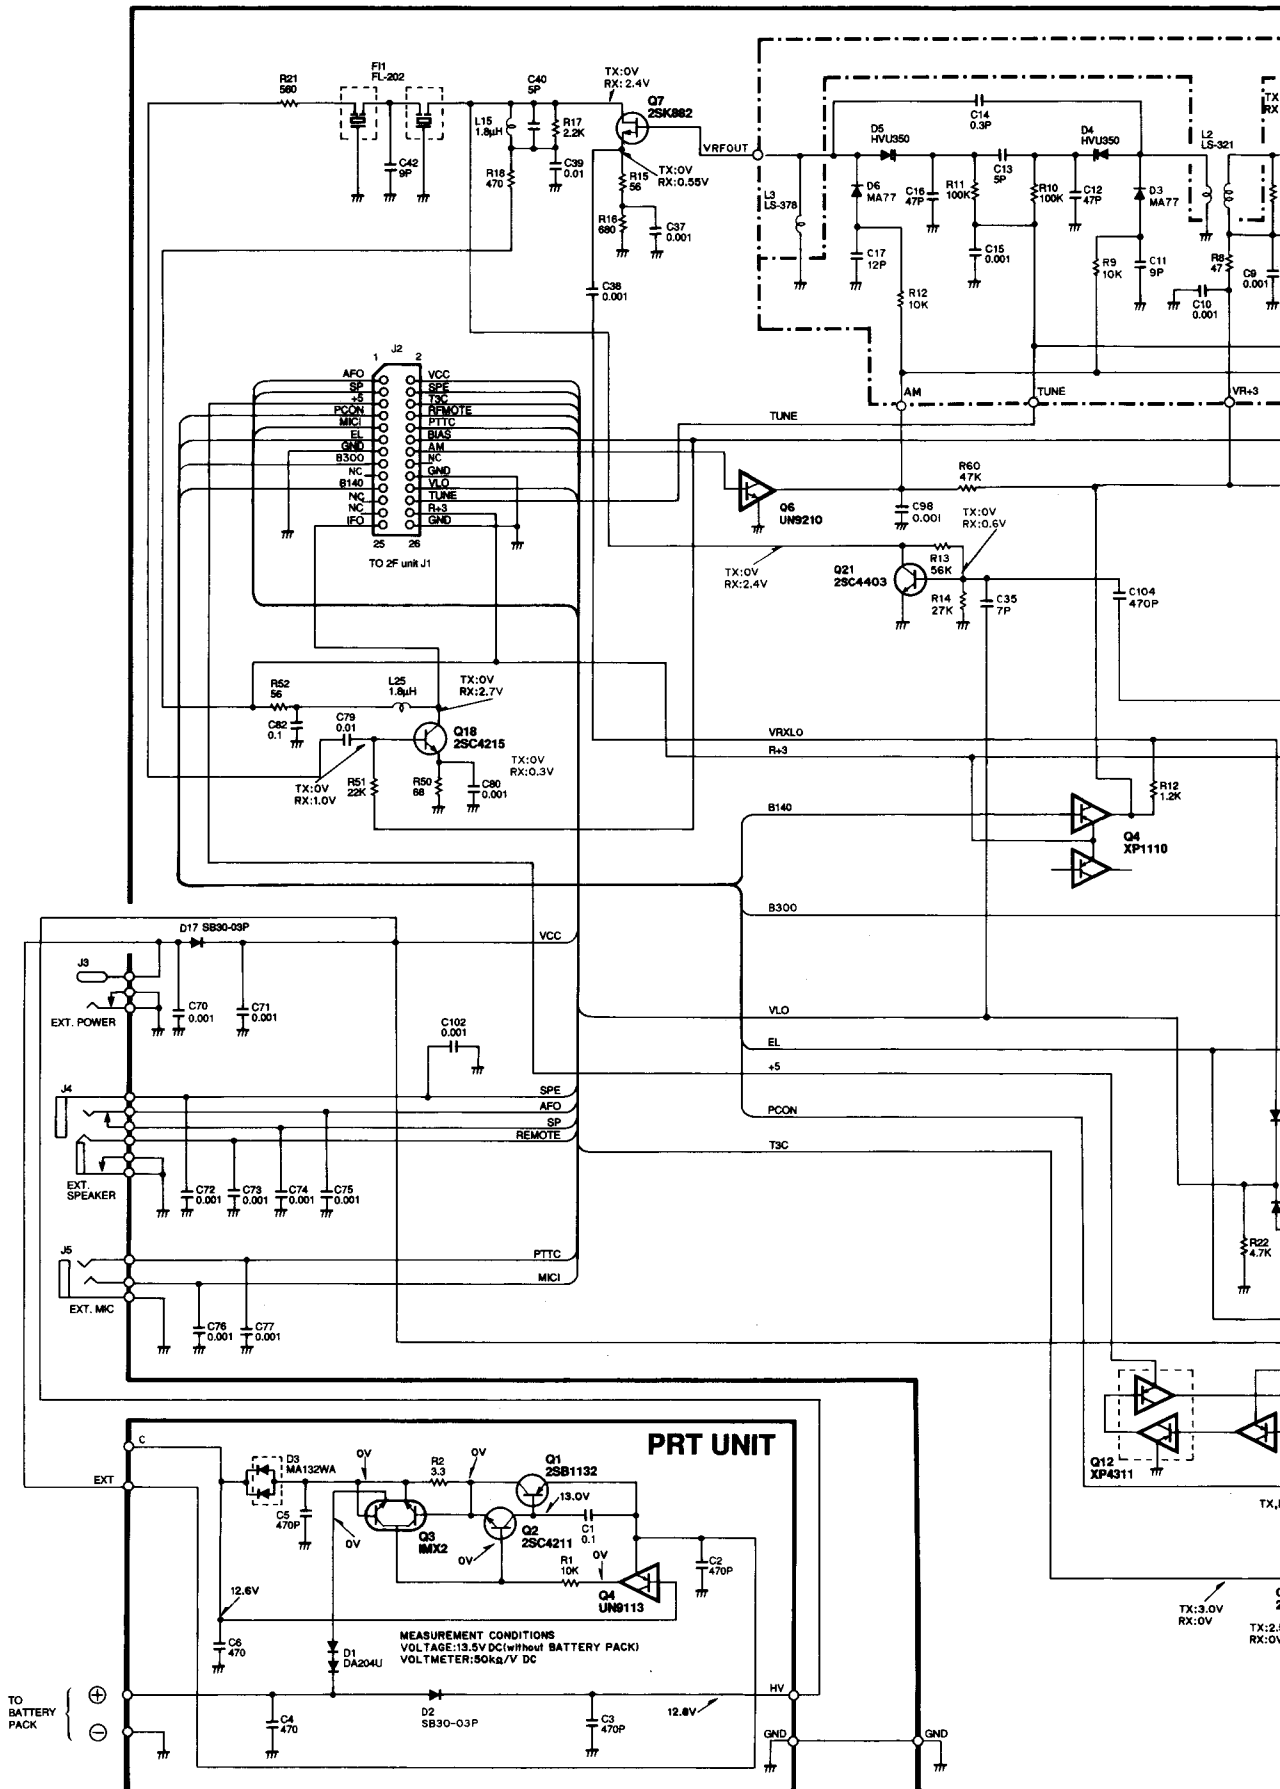 R21
560
FI1
FL-202
C42
9P
L15
1.8μH
C40
5P
R17
2.2K
C39
0.01
R18
470
TX:0V
RX:2.4V
Q7
2SK882
VRFOUT
TX:0V
RX:0.55V
R15
56
R16
680
C37
0.001
C38
0.001
L3
LS-378
D5
HVU350
C14
0.3P
D4
HVU350
L2
LS-321
TX
RX
D6
MA77
C16
47P
R11
100K
C13
5P
R10
100K
C12
47P
D3
MA77
C17
12P
C15
0.001
R12
10K
R9
10K
C11
9P
R8
47
C9
0.001
C10
0.001
AM
TUNE
VR+3
TUNE
1
J2
2
AFO
VCC
SP
SPE
+5
T3C
PCON
RFMOTE
MICI
PTTC
EL
BIAS
GND
AM
B300
NC
NC
GND
B140
VLO
NC
TUNE
NC
R+3
IFO
GND
25
26
TO 2F unit J1
Q6
UN9210
R60
47K
C98
0.001
TX:0V
RX:0.6V
TX:0V
RX:2.4V
Q21
2SC4403
R13
56K
R14
27K
C35
7P
C104
470P
R52
56
L25
1.8μH
TX:0V
RX:2.7V
C82
0.1
C79
0.01
Q18
2SC4215
TX:0V
RX:0.3V
TX:0V
RX:1.0V
R51
22K
R50
68
C80
0.001
VRXLO
R+3
R12
1.2K
B140
Q4
XP1110
B300
D17 SB30-03P
VCC
J3
C70
0.001
C71
0.001
EXT. POWER
VLO
C102
0.001
EL
+5
J4
SPE
AFO
SP
REMOTE
PCON
T3C
EXT.
SPEAKER
C72
0.001
C73
0.001
C74
0.001
C75
0.001
R22
4.7K
J5
PTTC
MICI
EXT. MIC
C76
0.001
C77
0.001
Q12
XP4311
PRT UNIT
C
D3
MA132WA
0V
R2
3.3
0V
Q1
2SB1132
EXT
C5
470P
0V
Q3
IMX2
13.0V
Q2
2SC4211
C1
0.1
0V
R1
10K
0V
C2
470P
Q4
UN9113
TX:3.0V
RX:0V
12.6V
C6
470
MEASUREMENT CONDITIONS
VOLTAGE:13.5V DC(without BATTERY PACK)
VOLTMETER:50kΩ/V DC
D1
DA204U
TO
BATTERY
PACK
+
−
C4
470
D2
SB30-03P
C3
470P
12.8V
HV
GND
GND